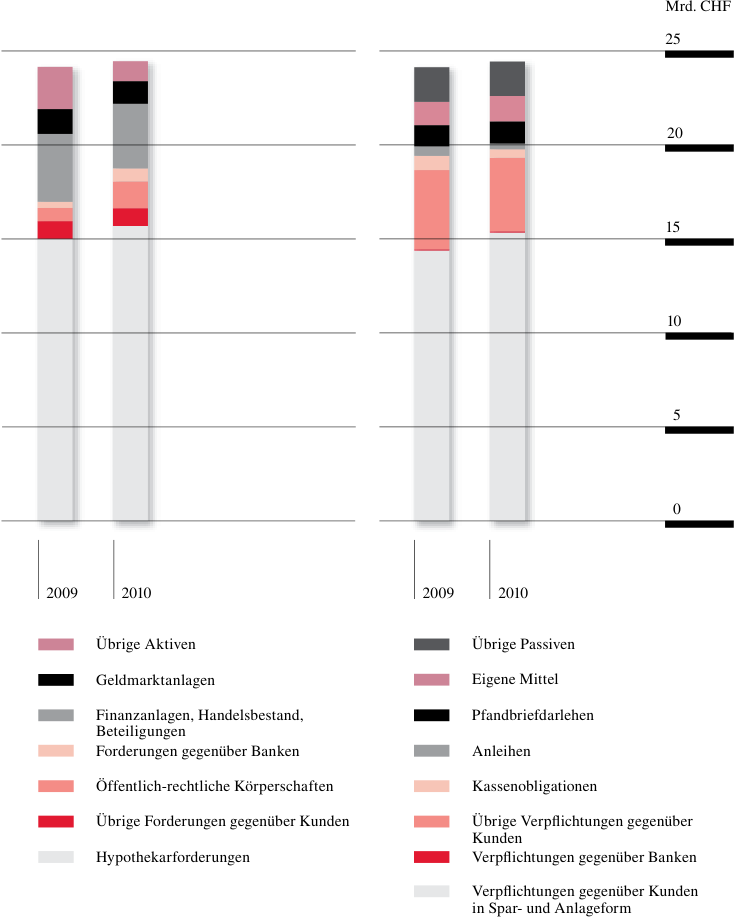 Mrd. CHF
25
20
15
10
5
0
2009
2010
2009
2010
Übrige Aktiven
Geldmarktanlagen
Finanzanlagen, Handelsbestand,
Beteiligungen
Forderungen gegenüber Banken
Öffentlich-rechtliche Körperschaften
Übrige Forderungen gegenüber Kunden
Hypothekarforderungen
Übrige Passiven
Eigene Mittel
Pfandbriefdarlehen
Anleihen
Kassenobligationen
Übrige Verpflichtungen gegenüber
Kunden
Verpflichtungen gegenüber Banken
Verpflichtungen gegenüber Kunden
in Spar- und Anlageform